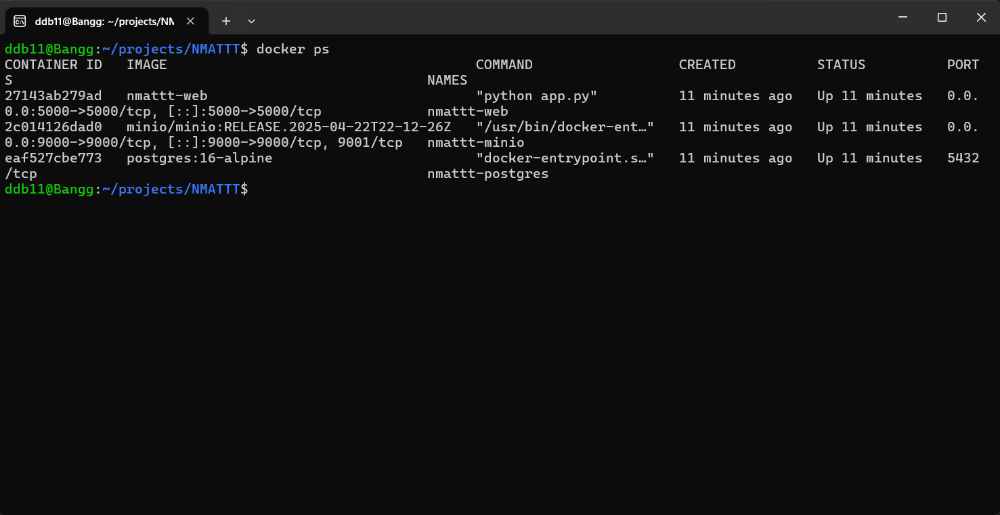 ddb11@Bangg: ~/projects/NM
ddb11@Bangg:~/projects/NMATTT$ docker ps
CONTAINER ID   IMAGE                                      COMMAND                  CREATED          STATUS          PORT
S                                                   NAMES
27143ab279ad   nmattt-web                                 "python app.py"          11 minutes ago   Up 11 minutes   0.0.
0.0:5000->5000/tcp, [::]:5000->5000/tcp             nmattt-web
2c014126dad0   minio/minio:RELEASE.2025-04-22T22-12-26Z   "/usr/bin/docker-ent…"   11 minutes ago   Up 11 minutes   0.0.
0.0:9000->9000/tcp, [::]:9000->9000/tcp, 9001/tcp   nmattt-minio
eaf527cbe773   postgres:16-alpine                         "docker-entrypoint.s…"   11 minutes ago   Up 11 minutes   5432
/tcp                                                nmattt-postgres
ddb11@Bangg:~/projects/NMATTT$